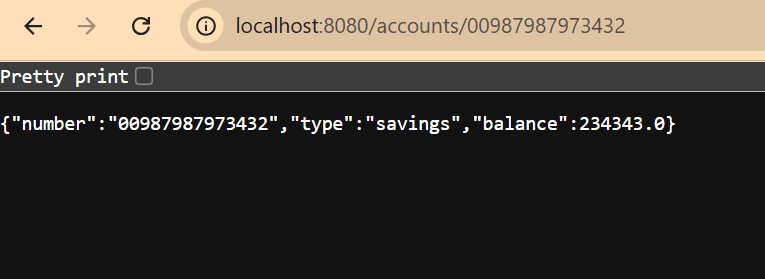 localhost:8080/accounts/00987987973432
Pretty print
{"number":"00987987973432","type":"savings","balance":234343.0}